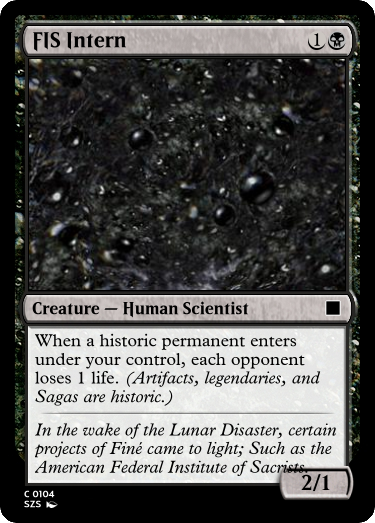 FIS Intern 1
Creature — Human Scientist
When a historic permanent enters
under your control, each opponent
loses 1 life. (Artifacts, legendaries, and
Sagas are historic.)
In the wake of the Lunar Disaster, certain
projects of Finé came to light; Such as the
American Federal Institute of Sacrists.
2/1
C 0104
SZS